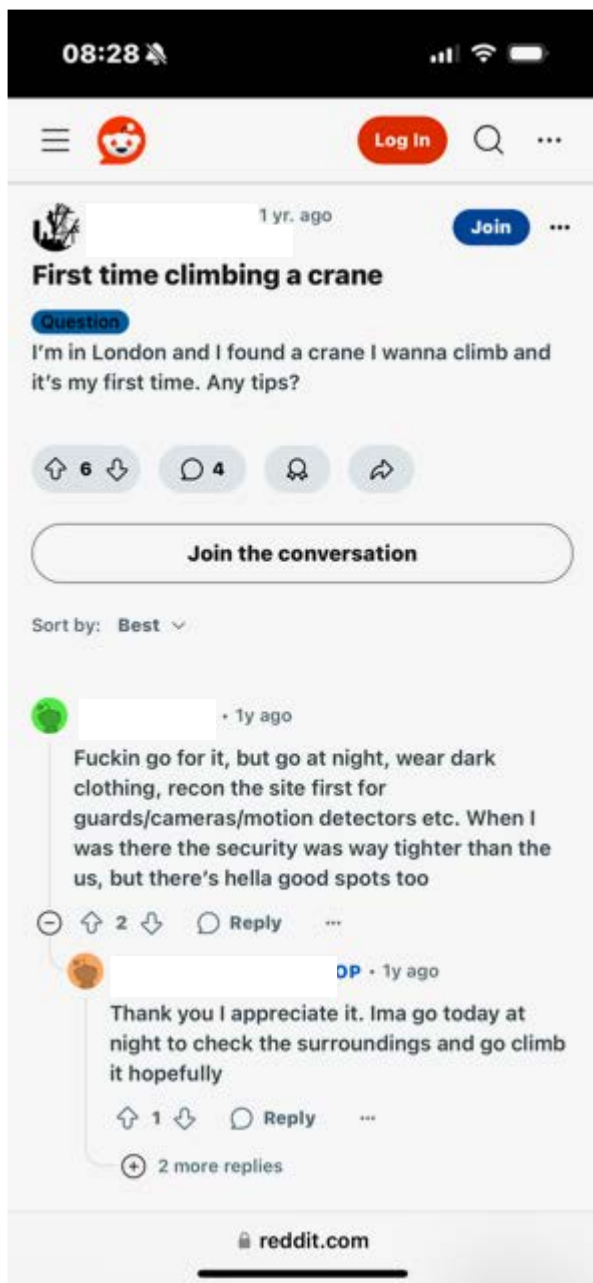 08:28
Log In
1 yr. ago
Join
First time climbing a crane
Question
I'm in London and I found a crane I wanna climb and
it's my first time. Any tips?
6
4
Join the conversation
Sort by: Best
• 1y ago
Fuckin go for it, but go at night, wear dark
clothing, recon the site first for
guards/cameras/motion detectors etc. When I
was there the security was way tighter than the
us, but there's hella good spots too
2
Reply
OP • 1y ago
Thank you I appreciate it. Ima go today at
night to check the surroundings and go climb
it hopefully
1
Reply
2 more replies
reddit.com